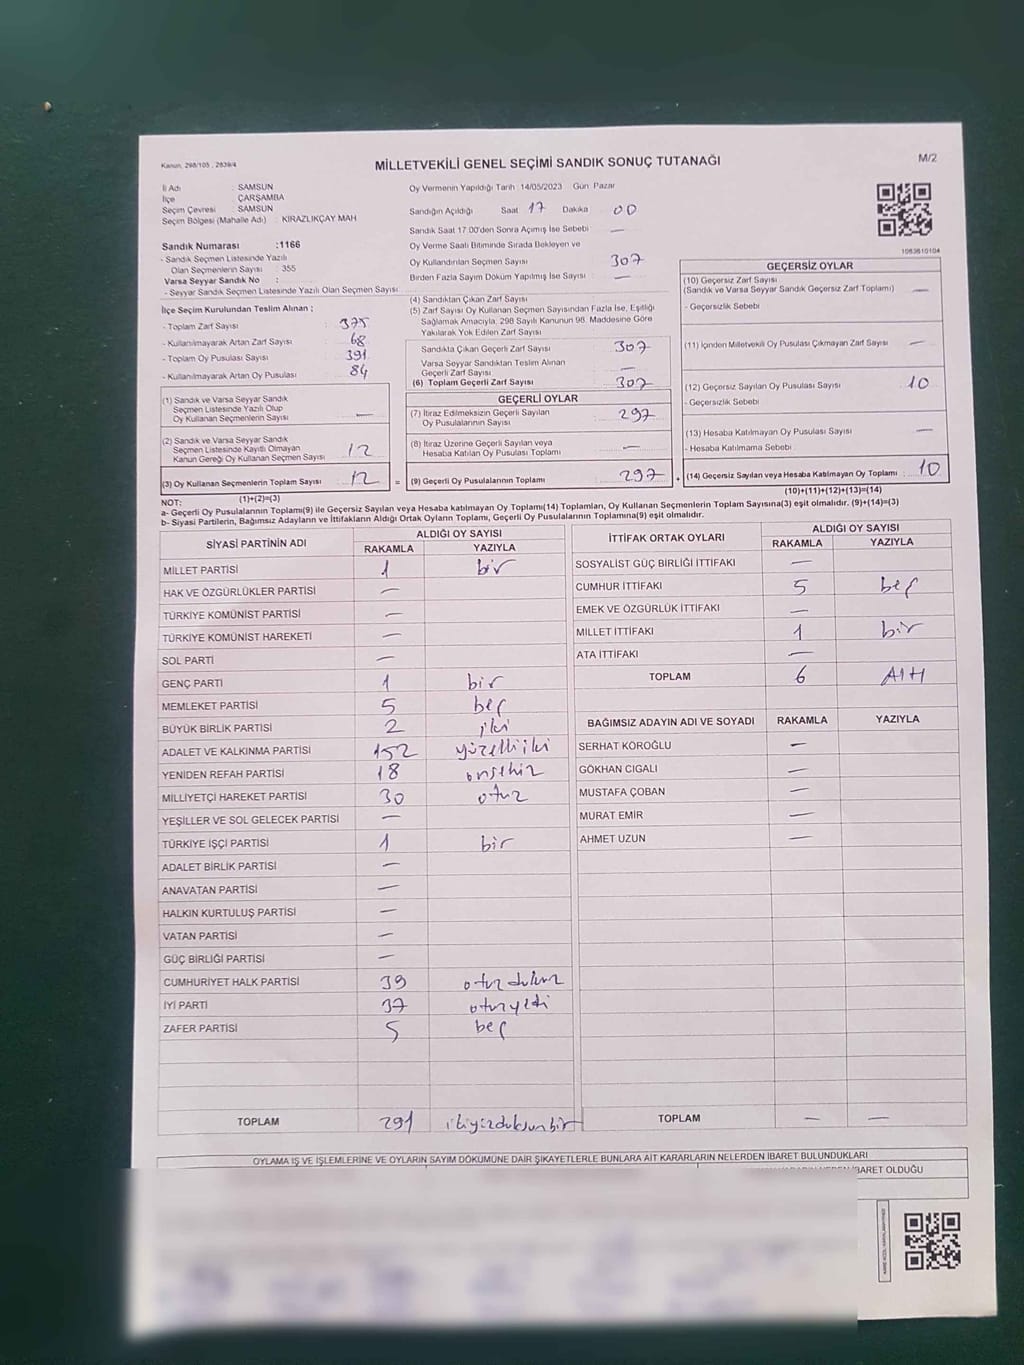 Kanun, 298/105 , 2839/4
MİLLETVEKİLİ GENEL SEÇİMİ SANDIK SONUÇ TUTANAĞI
M/2
İl Adı : SAMSUN
İlçe : ÇARŞAMBA
Seçim Çevresi : SAMSUN
Seçim Bölgesi (Mahalle Adı) : KIRAZLIKÇAY MAH
Sandık Numarası :1166
- Sandık Seçmen Listesinde Yazılı
Olan Seçmenlerin Sayısı : 355
Varsa Seyyar Sandık No :
- Seyyar Sandık Seçmen Listesinde Yazılı Olan Seçmen Sayısı
İlçe Seçim Kurulundan Teslim Alınan ;
- Toplam Zarf Sayısı : 375
- Kullanılmayarak Artan Zarf Sayısı : 68
- Toplam Oy Pusulası Sayısı : 391
- Kullanılmayarak Artan Oy Pusulası : 84
(1) Sandık ve Varsa Seyyar Sandık
Seçmen Listesinde Yazılı Olup
Oy Kullanan Seçmenlerin Sayısı : —
(2) Sandık ve Varsa Seyyar Sandık
Seçmen Listesinde Kayıtlı Olmayan
Kanun Gereği Oy Kullanan Seçmen Sayısı : 12
(3) Oy Kullanan Seçmenlerin Toplam Sayısı : 12
(1)+(2)=(3)
Oy Vermenin Yapıldığı Tarih :14/05/2023 Gün Pazar
Sandığın Açıldığı Saat 17 Dakika 00
Sandık Saat 17.00'den Sonra Açımış İse Sebebi —
Oy Verme Saati Bitiminde Sırada Bekleyen ve
Oy Kullandırılan Seçmen Sayısı 307
Birden Fazla Sayım Döküm Yapılmış İse Sayısı —
(4) Sandıktan Çıkan Zarf Sayısı
(5) Zarf Sayısı Oy Kullanan Seçmen Sayısından Fazla İse, Eşitliği
Sağlamak Amacıyla, 298 Sayılı Kanunun 98. Maddesine Göre
Yakılarak Yok Edilen Zarf Sayısı
Sandıkta Çıkan Geçerli Zarf Sayısı : 307
Varsa Seyyar Sandıktan Teslim Alınan
Geçerli Zarf Sayısı : —
(6) Toplam Geçerli Zarf Sayısı : 307
GEÇERLİ OYLAR
(7) İtiraz Edilmeksizin Geçerli Sayılan
Oy Pusulalarının Sayısı : 297
(8) İtiraz Üzerine Geçerli Sayılan veya
Hesaba Katılan Oy Pusulası Toplamı : —
= (9) Geçerli Oy Pusulalarının Toplamı : 297
1063610104
GEÇERSİZ OYLAR
(10) Geçersiz Zarf Sayısı
(Sandık ve Varsa Seyyar Sandık Geçersiz Zarf Toplamı) : —
- Geçersizlik Sebebi
(11) İçinden Milletvekili Oy Pusulası Çıkmayan Zarf Sayısı : —
(12) Geçersiz Sayılan Oy Pusulası Sayısı : 10
- Geçersizlik Sebebi
(13) Hesaba Katılmayan Oy Pusulası Sayısı : —
- Hesaba Katılmama Sebebi
+ (14) Geçersiz Sayılan veya Hesaba Katılmayan Oy Toplamı : 10
(10)+(11)+(12)+(13)=(14)
NOT:
a- Geçerli Oy Pusulalarının Toplamı(9) ile Geçersiz Sayılan veya Hesaba katılmayan Oy Toplamı(14) Toplamları, Oy Kullanan Seçmenlerin Toplam Sayısına(3) eşit olmalıdır. (9)+(14)=(3)
b- Siyasi Partilerin, Bağımsız Adayların ve İttifakların Aldığı Ortak Oyların Toplamı, Geçerli Oy Pusulalarının Toplamına(9) eşit olmalıdır.
SİYASİ PARTİNİN ADI ALDIĞI OY SAYISI
RAKAMLA YAZIYLA
MİLLET PARTİSİ 1 bir
HAK VE ÖZGÜRLÜKLER PARTİSİ —
TÜRKİYE KOMÜNİST PARTİSİ —
TÜRKİYE KOMÜNİST HAREKETİ —
SOL PARTİ —
GENÇ PARTİ 1 bir
MEMLEKET PARTİSİ 5 beş
BÜYÜK BİRLİK PARTİSİ 2 iki
ADALET VE KALKINMA PARTİSİ 152 yüzelliiki
YENİDEN REFAH PARTİSİ 18 onsekiz
MİLLİYETÇİ HAREKET PARTİSİ 30 otuz
YEŞİLLER VE SOL GELECEK PARTİSİ —
TÜRKİYE İŞÇİ PARTİSİ 1 bir
ADALET BİRLİK PARTİSİ —
ANAVATAN PARTİSİ —
HALKIN KURTULUŞ PARTİSİ —
VATAN PARTİSİ —
GÜÇ BİRLİĞİ PARTİSİ —
CUMHURİYET HALK PARTİSİ 39 otuz dokuz
İYİ PARTİ 37 otuzyedi
ZAFER PARTİSİ 5 beş
TOPLAM 291 ikiyüzdoksanbir
İTTİFAK ORTAK OYLARI ALDIĞI OY SAYISI
RAKAMLA YAZIYLA
SOSYALİST GÜÇ BİRLİĞİ İTTİFAKI —
CUMHUR İTTİFAKI 5 beş
EMEK VE ÖZGÜRLÜK İTTİFAKI —
MİLLET İTTİFAKI 1 bir
ATA İTTİFAKI —
TOPLAM 6 Altı
BAĞIMSIZ ADAYIN ADI VE SOYADI RAKAMLA YAZIYLA
SERHAT KÖROĞLU —
GÖKHAN CIGALI —
MUSTAFA ÇOBAN —
MURAT EMİR —
AHMET UZUN —
TOPLAM — —
OYLAMA İŞ VE İŞLEMLERİNE VE OYLARIN SAYIM DÖKÜMÜNE DAİR ŞİKAYETLERLE BUNLARA AİT KARARLARIN NELERDEN İBARET BULUNDUKLARI
İBARET OLDUĞU